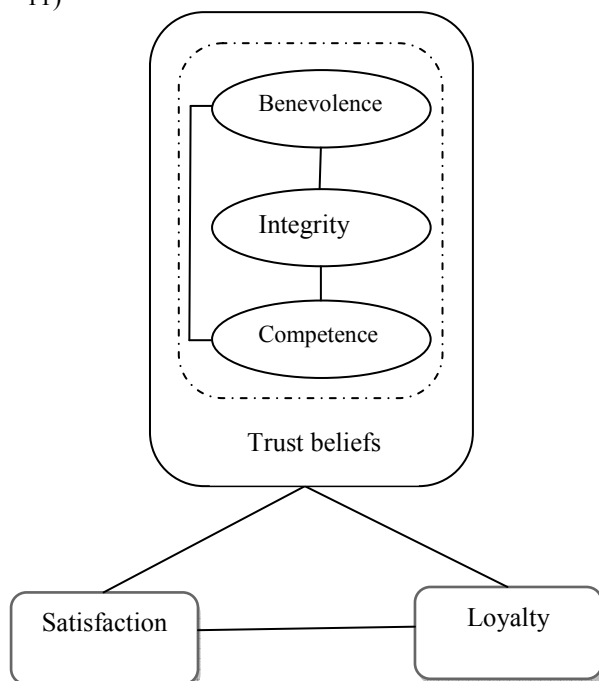 Benevolence
Integrity
Competence
Trust beliefs
Satisfaction
Loyalty